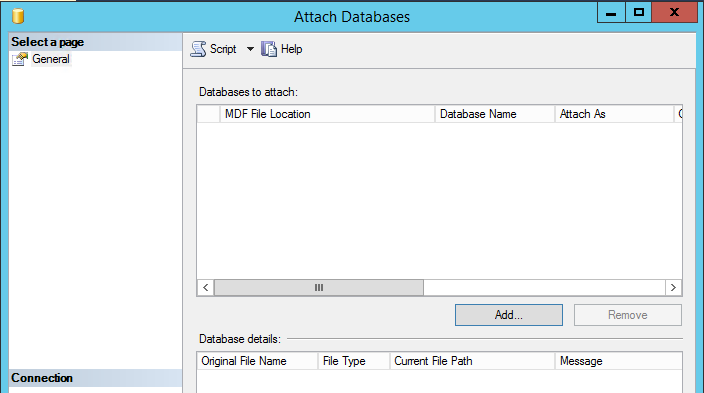 Attach Databases
Select a page
General
Script Help
Databases to attach:
MDF File Location Database Name Attach As
Add... Remove
Database details:
Original File Name File Type Current File Path Message
Connection